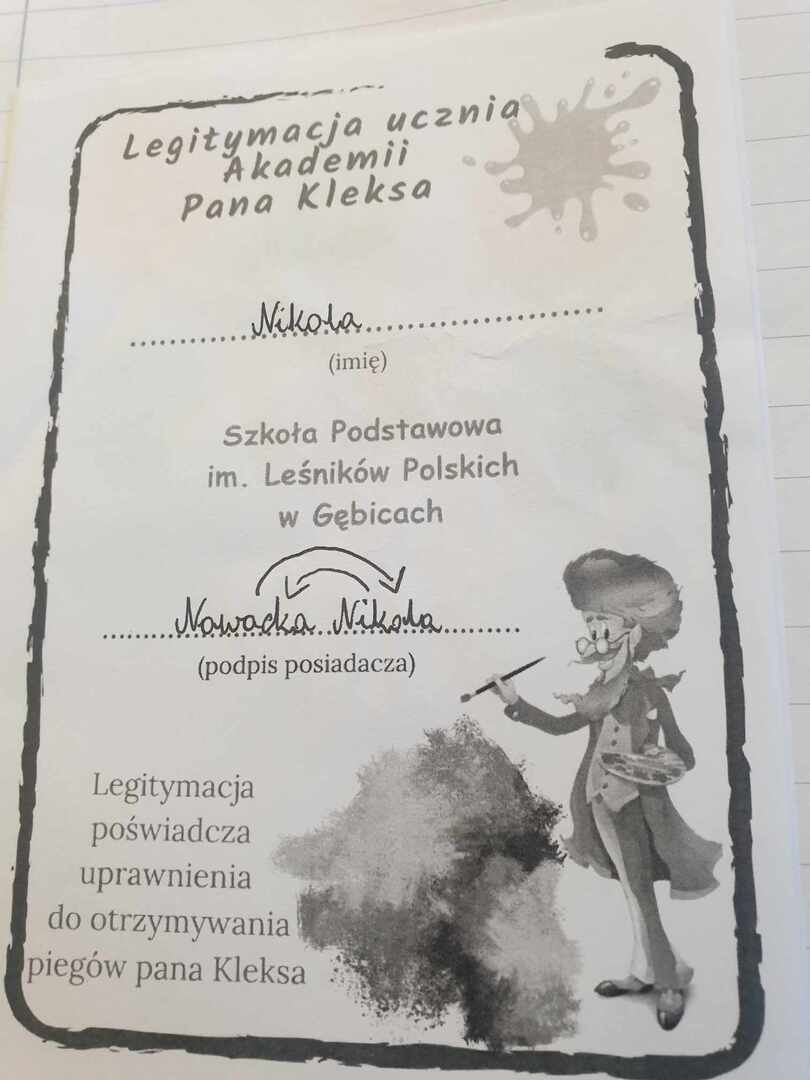 Legitymacja ucznia
Akademii
Pana Kleksa
Nikola
(imię)
Szkoła Podstawowa
im. Leśników Polskich
w Gębicach
Nawacka Nikola
(podpis posiadacza)
Legitymacja
poświadcza
uprawnienia
do otrzymywania
piegów pana Kleksa